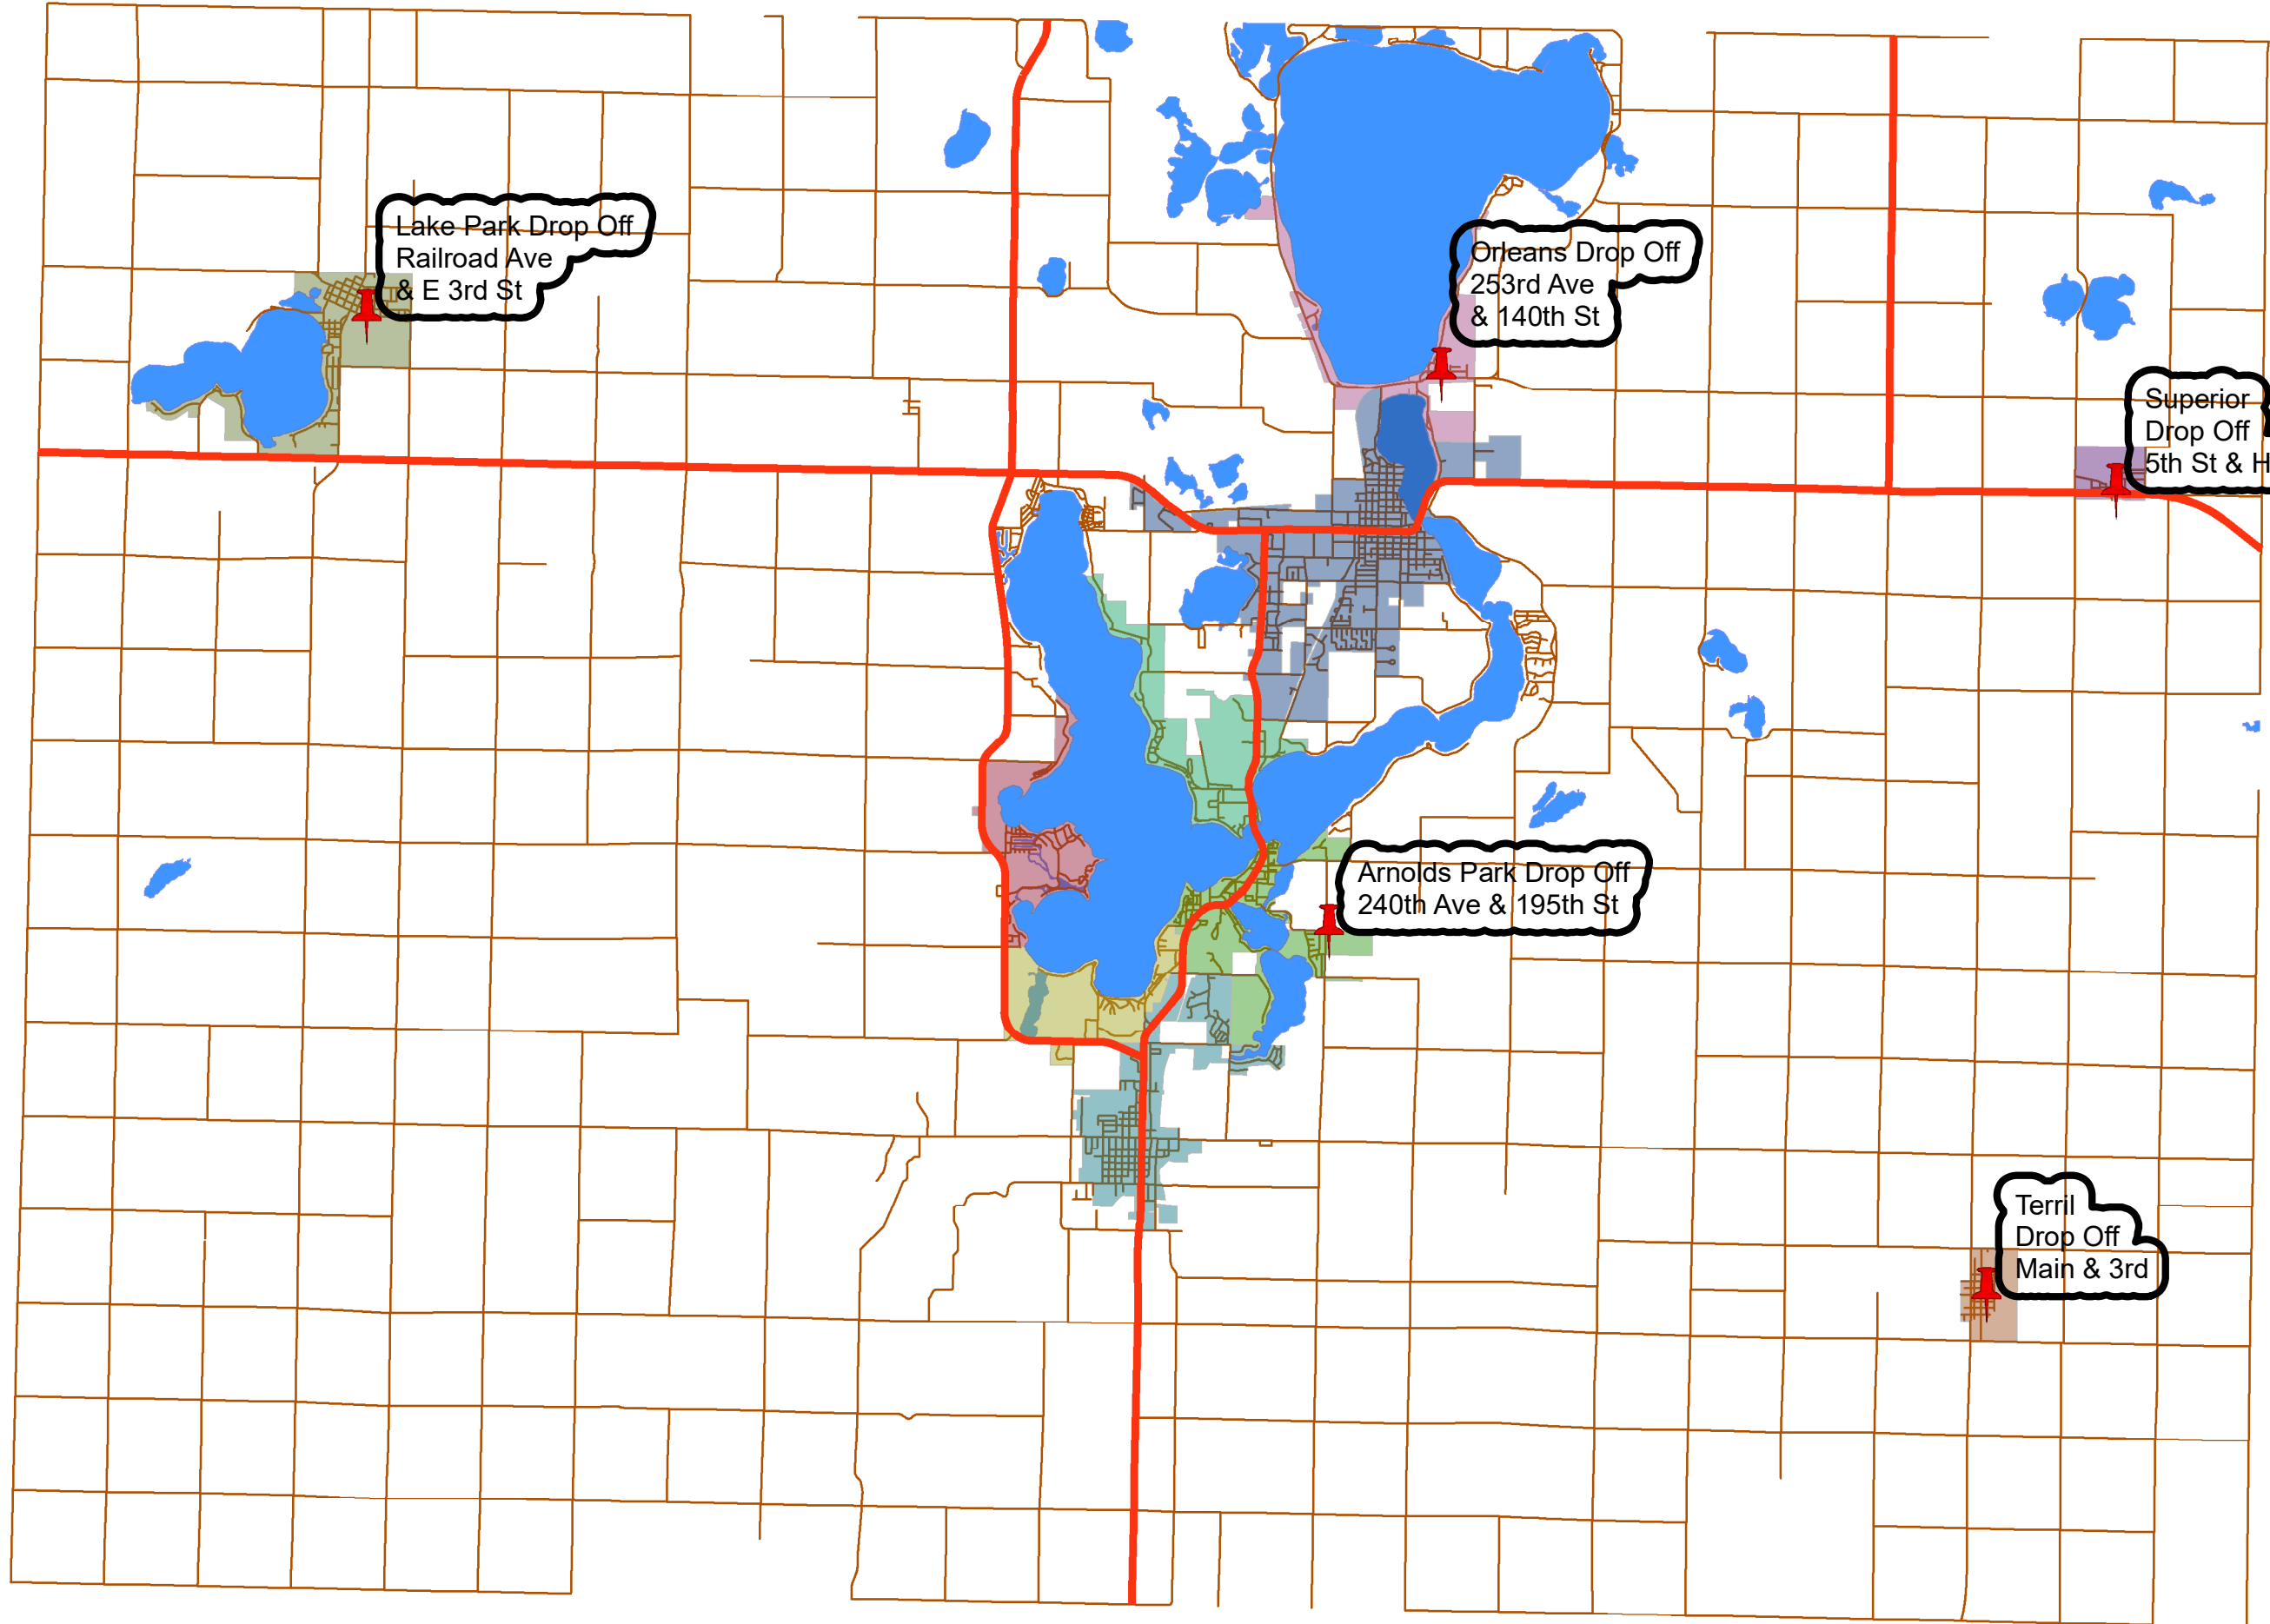 Lake Park Drop Off
Railroad Ave
& E 3rd St
Orleans Drop Off
253rd Ave
& 140th St
Superior
Drop Off
5th St & H
Arnolds Park Drop Off
240th Ave & 195th St
Terril
Drop Off
Main & 3rd